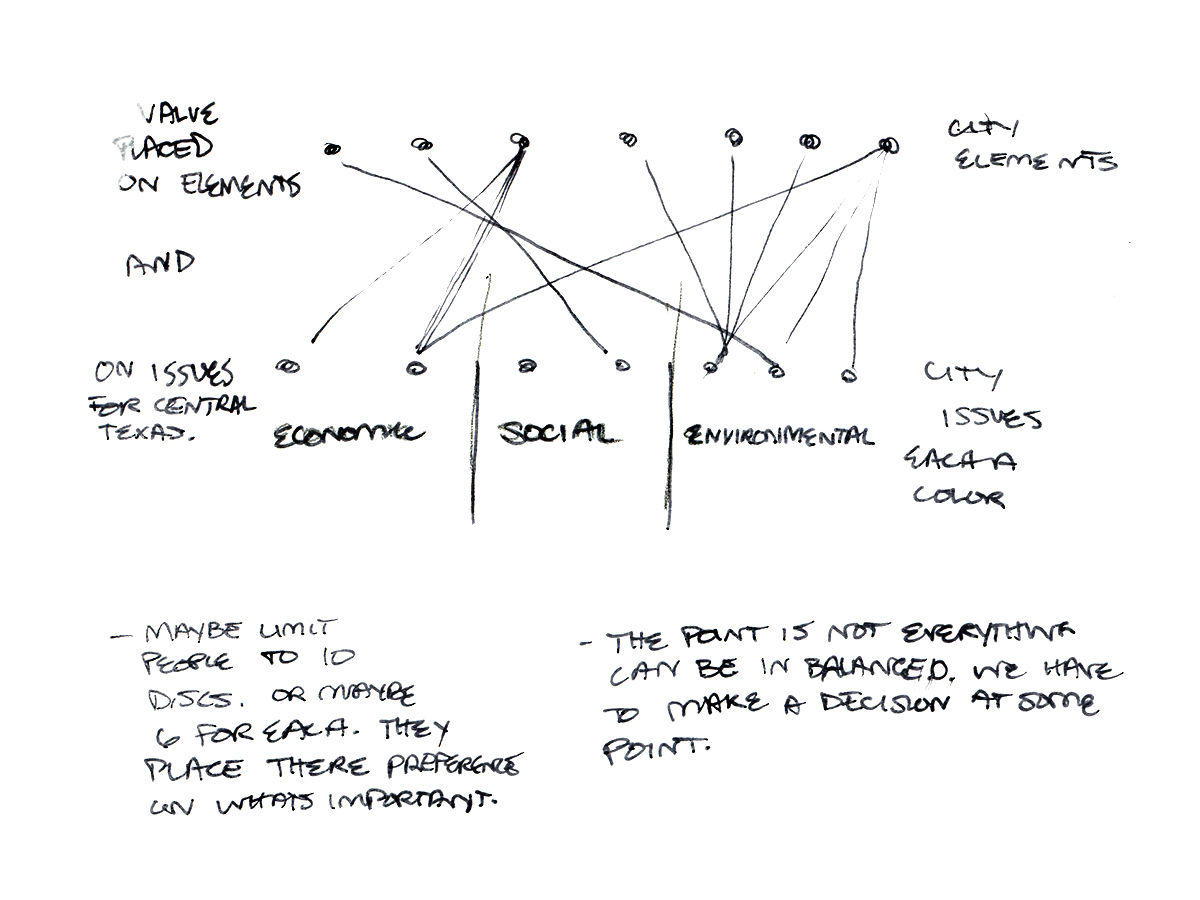 VALUE
PLACED
ON ELEMENTS
CITY
ELEMENTS
AND
ON ISSUES
FOR CENTRAL
TEXAS.
ECONOMIC
SOCIAL
ENVIRONMENTAL
CITY
ISSUES
EACH A
COLOR
- MAYBE LIMIT
PEOPLE TO 10
DISCS. OR MAYBE
6 FOR EACH. THEY
PLACE THERE PREFERENCE
ON WHATS IMPORTANT.
- THE POINT IS NOT EVERYTHING
CAN BE IN BALANCED. WE HAVE
TO MAKE A DECISION AT SOME
POINT.